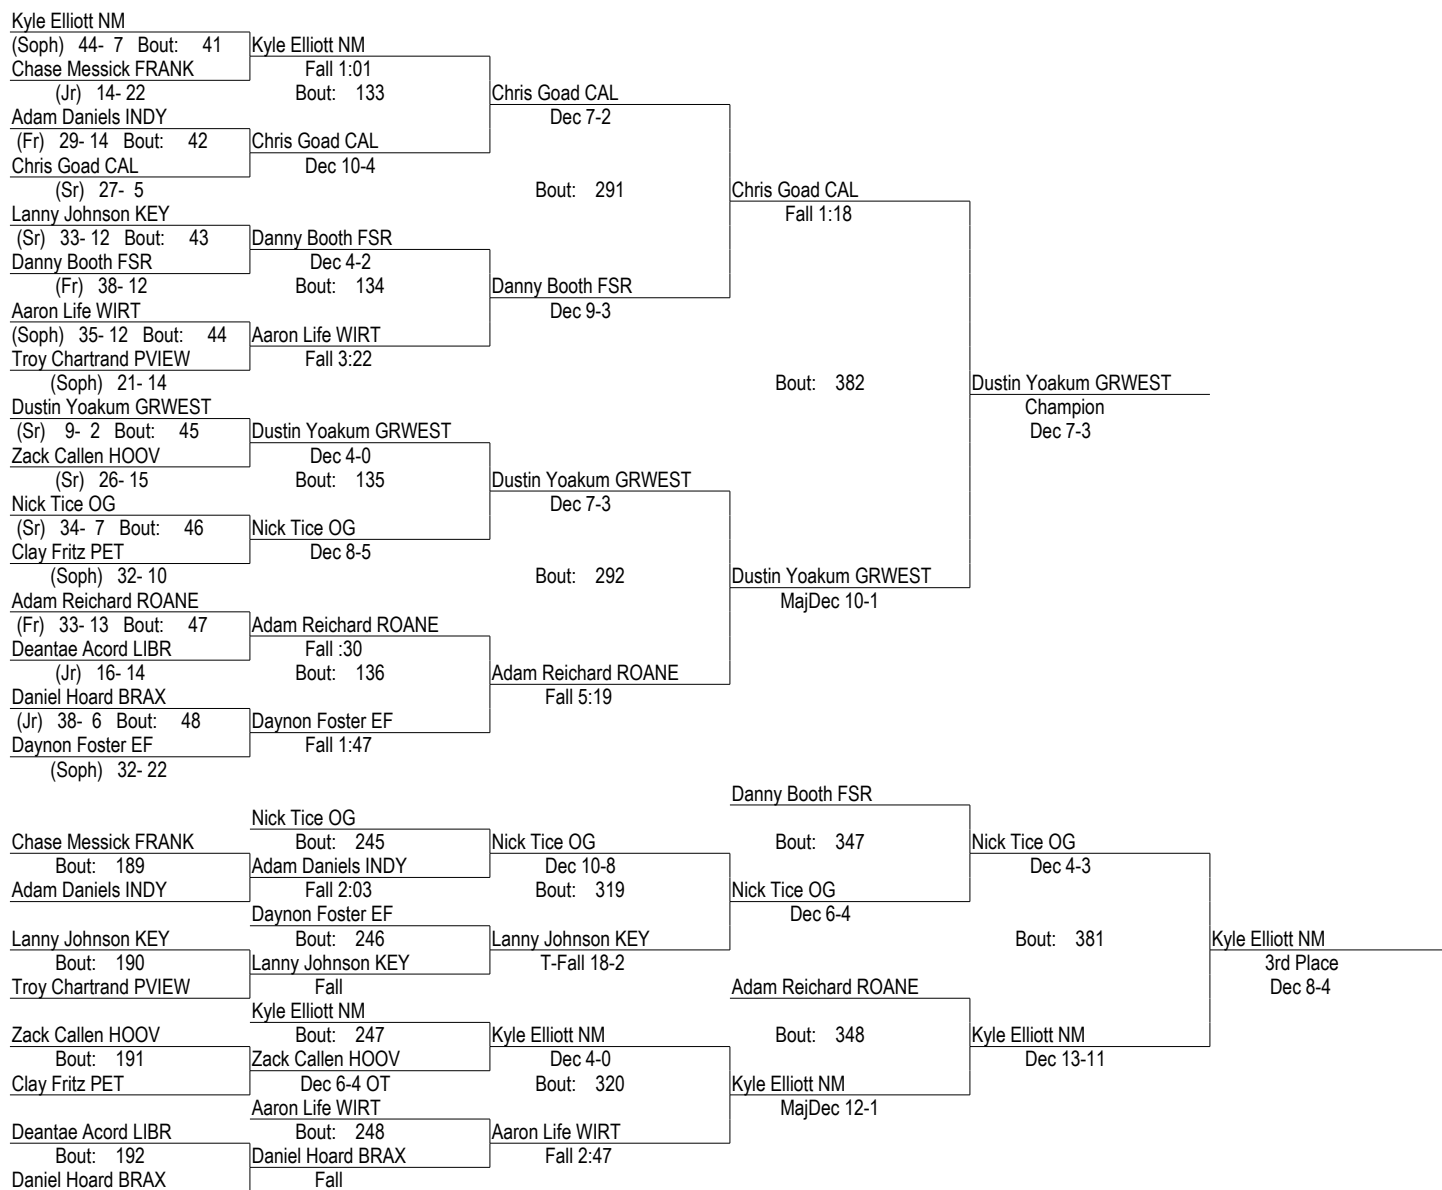 Kyle Elliott NM
(Soph) 44- 7 Bout: 41 Kyle Elliott NM
Chase Messick FRANK Fall 1:01
(Jr) 14- 22 Bout: 133 Chris Goad CAL
Adam Daniels INDY Dec 7-2
(Fr) 29- 14 Bout: 42 Chris Goad CAL
Chris Goad CAL Dec 10-4
(Sr) 27- 5 Bout: 291 Chris Goad CAL
Lanny Johnson KEY Fall 1:18
(Sr) 33- 12 Bout: 43 Danny Booth FSR
Danny Booth FSR Dec 4-2
(Fr) 38- 12 Bout: 134 Danny Booth FSR
Aaron Life WIRT Dec 9-3
(Soph) 35- 12 Bout: 44 Aaron Life WIRT
Troy Chartrand PVIEW Fall 3:22
(Soph) 21- 14 Bout: 382 Dustin Yoakum GRWEST
Dustin Yoakum GRWEST Champion
(Sr) 9- 2 Bout: 45 Dustin Yoakum GRWEST Dec 7-3
Zack Callen HOOV Dec 4-0
(Sr) 26- 15 Bout: 135 Dustin Yoakum GRWEST
Nick Tice OG Dec 7-3
(Sr) 34- 7 Bout: 46 Nick Tice OG
Clay Fritz PET Dec 8-5
(Soph) 32- 10 Bout: 292 Dustin Yoakum GRWEST
Adam Reichard ROANE MajDec 10-1
(Fr) 33- 13 Bout: 47 Adam Reichard ROANE
Deantae Acord LIBR Fall :30
(Jr) 16- 14 Bout: 136 Adam Reichard ROANE
Daniel Hoard BRAX Fall 5:19
(Jr) 38- 6 Bout: 48 Daynon Foster EF
Daynon Foster EF Fall 1:47
(Soph) 32- 22
Danny Booth FSR
Nick Tice OG
Chase Messick FRANK Bout: 245 Nick Tice OG Bout: 347 Nick Tice OG
Bout: 189 Adam Daniels INDY Dec 10-8 Dec 4-3
Adam Daniels INDY Fall 2:03 Bout: 319 Nick Tice OG
Daynon Foster EF Dec 6-4
Lanny Johnson KEY Bout: 246 Lanny Johnson KEY Bout: 381 Kyle Elliott NM
Bout: 190 Lanny Johnson KEY T-Fall 18-2 3rd Place
Troy Chartrand PVIEW Fall Adam Reichard ROANE Dec 8-4
Kyle Elliott NM
Zack Callen HOOV Bout: 247 Kyle Elliott NM Bout: 348 Kyle Elliott NM
Bout: 191 Zack Callen HOOV Dec 4-0 Dec 13-11
Clay Fritz PET Dec 6-4 OT Bout: 320 Kyle Elliott NM
Aaron Life WIRT MajDec 12-1
Deantae Acord LIBR Bout: 248 Aaron Life WIRT
Bout: 192 Daniel Hoard BRAX Fall 2:47
Daniel Hoard BRAX Fall